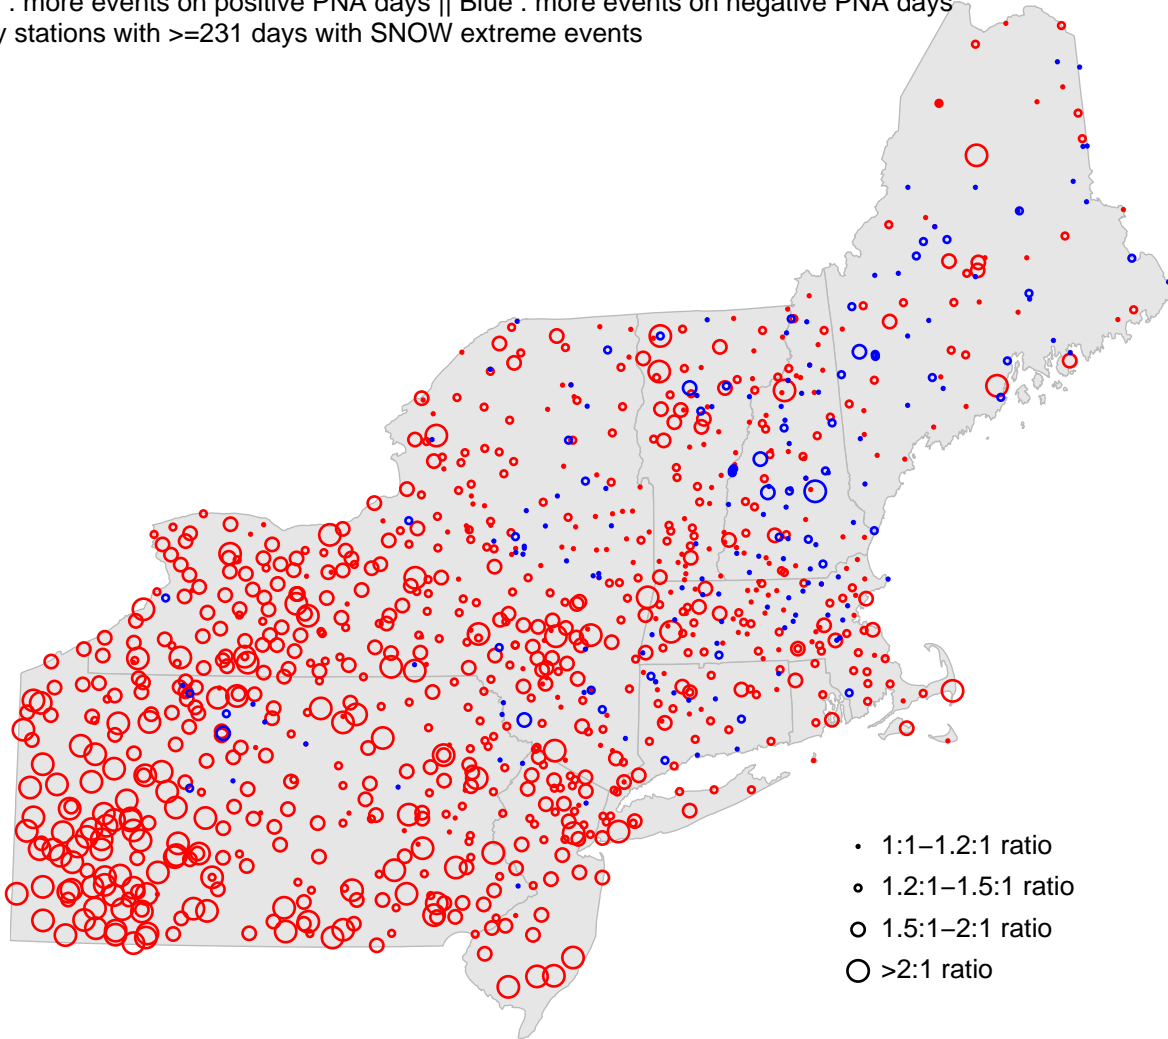 : more events on positive PNA days || Blue : more events on negative PNA days
stations with >=231 days with SNOW extreme events
1:1−1.2:1 ratio
1.2:1−1.5:1 ratio
1.5:1−2:1 ratio
>2:1 ratio